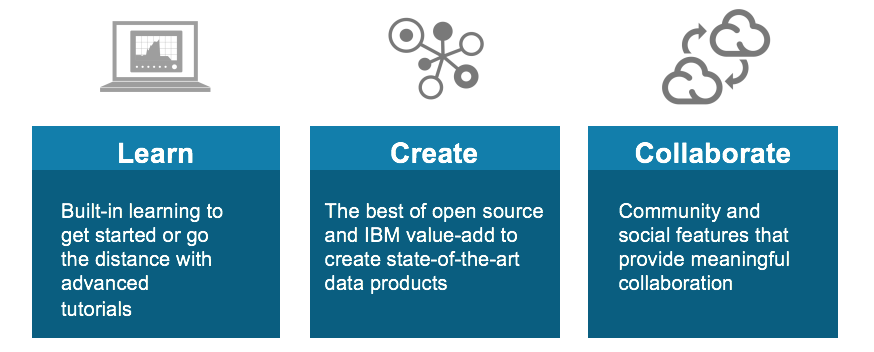 Learn
Built-in learning to
get started or go
the distance with
advanced
tutorials
Create
The best of open source
and IBM value-add to
create state-of-the-art
data products
Collaborate
Community and
social features that
provide meaningful
collaboration